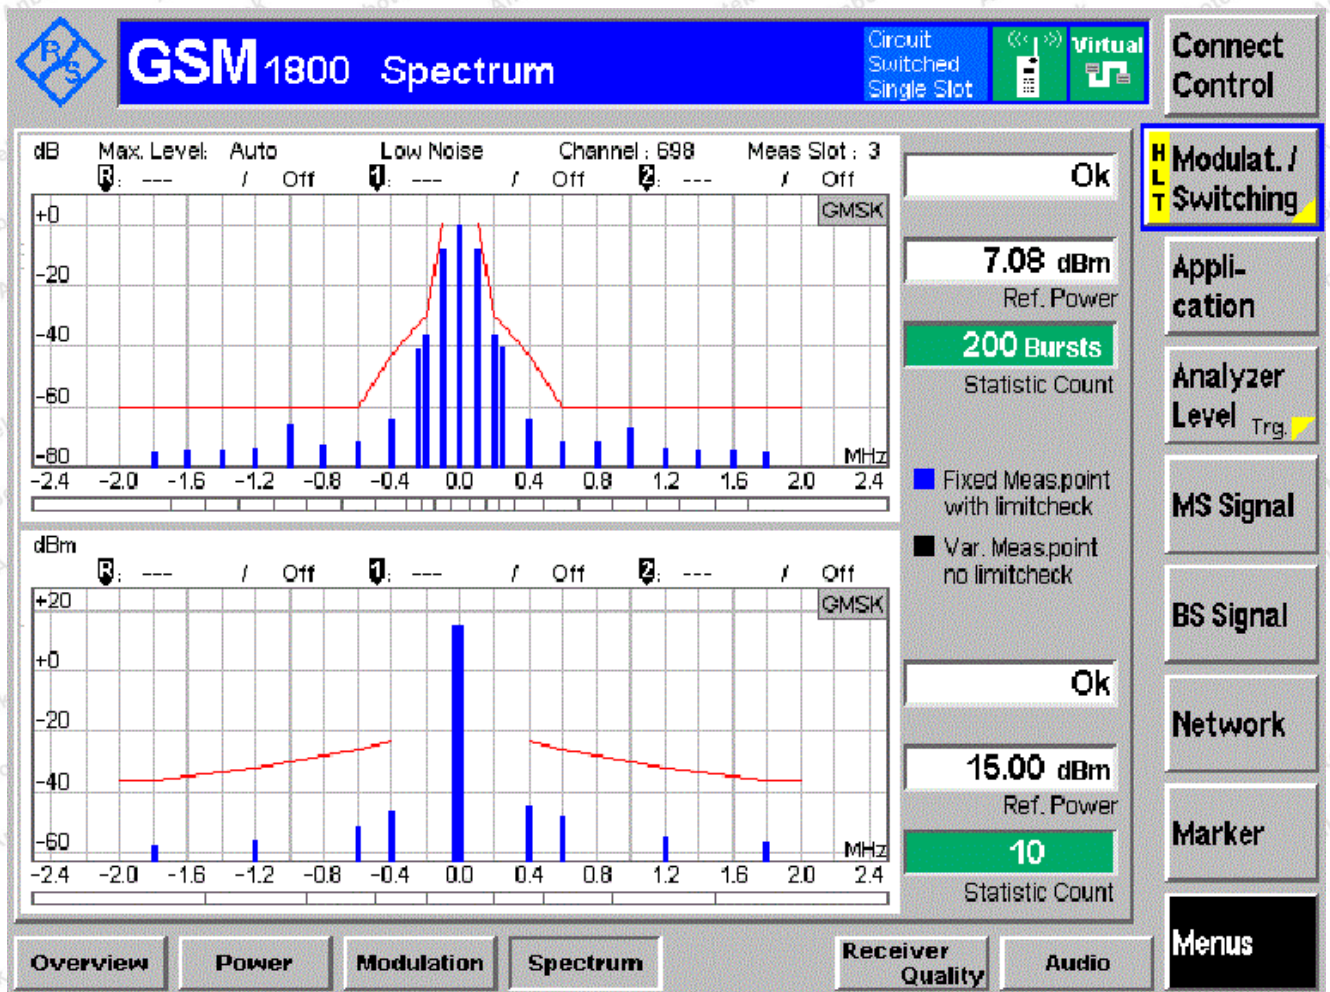 R S
GSM 1800 Spectrum
Circuit
Switched
Single Slot
Virtual
Connect
Control
dB Max. Level: Auto Low Noise Channel : 698 Meas Slot : 3
R : --- / Off 1 : --- / Off 2 : --- / Off
GMSK
+0
-20
-40
-60
-80
MHz
-2.4 -2.0 -1.6 -1.2 -0.8 -0.4 0.0 0.4 0.8 1.2 1.6 2.0 2.4
Ok
7.08 dBm
Ref. Power
200 Bursts
Statistic Count
Fixed Meas.point
with limitcheck
Var. Meas.point
no limitcheck
dBm
R : --- / Off 1 : --- / Off 2 : --- / Off
GMSK
+20
+0
-20
-40
-60
MHz
-2.4 -2.0 -1.6 -1.2 -0.8 -0.4 0.0 0.4 0.8 1.2 1.6 2.0 2.4
Ok
15.00 dBm
Ref. Power
10
Statistic Count
HLT
Modulat. /
Switching
Appli-
cation
Analyzer
Level Trg.
MS Signal
BS Signal
Network
Marker
Menus
Overview
Power
Modulation
Spectrum
Receiver
Quality
Audio